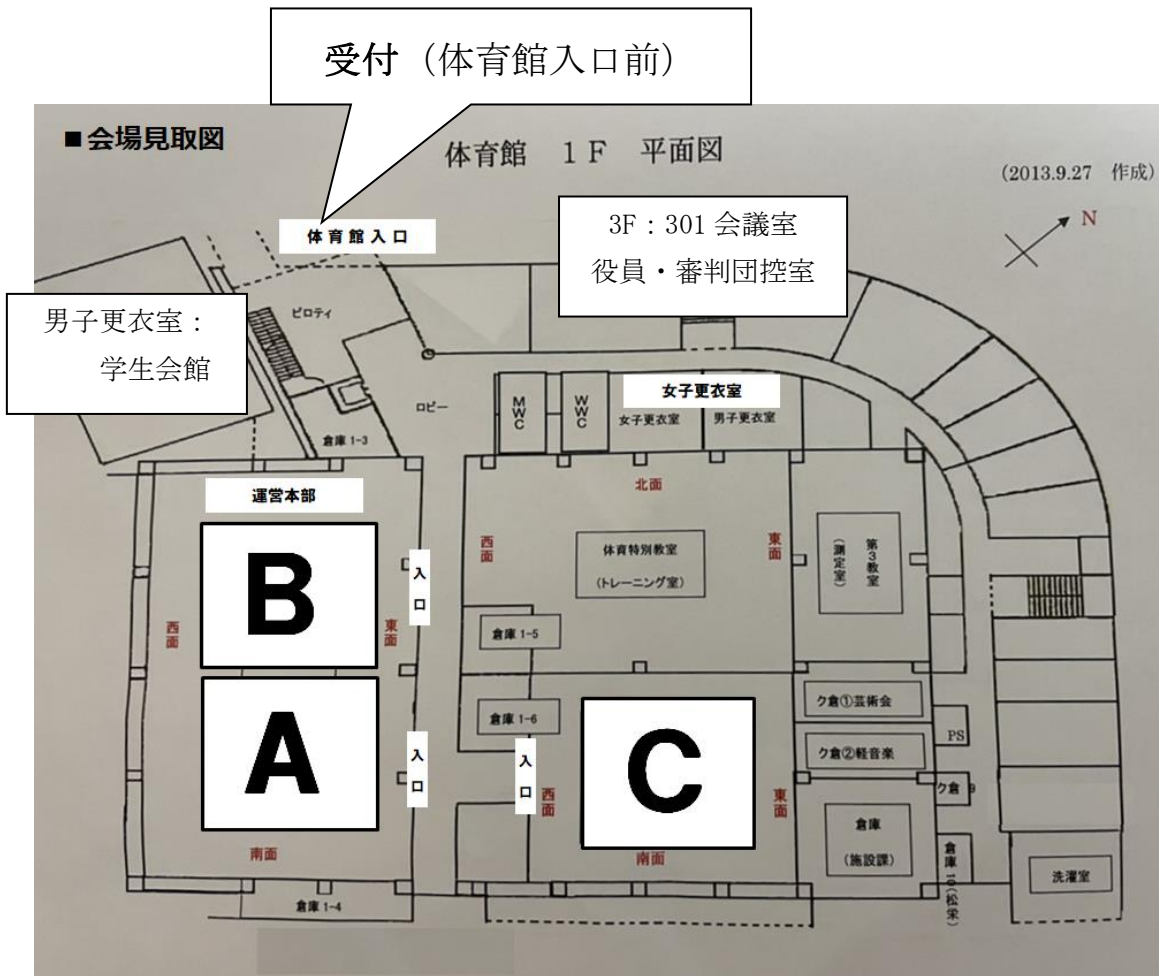 受付（体育館入口前）
■会場見取図
体育館 １Ｆ 平面図
(2013.9.27 作成)
N
体育館入口
3F：301 会議室
役員・審判団控室
男子更衣室：
学生会館
ピロティ
ロビー
MWC
WWC
女子更衣室
女子更衣室
男子更衣室
倉庫 1-3
運営本部
北面
B
西面
東面
入口
西面
体育特別教室
(トレーニング室)
東面
第3教室
(測定室)
倉庫 1-5
A
入口
倉庫 1-6
入口
西面
C
東面
ク倉①芸術会
ク倉②軽音楽
PS
ク倉 9
倉庫
(施設課)
倉庫10(松栄)
洗濯室
南面
南面
倉庫 1-4